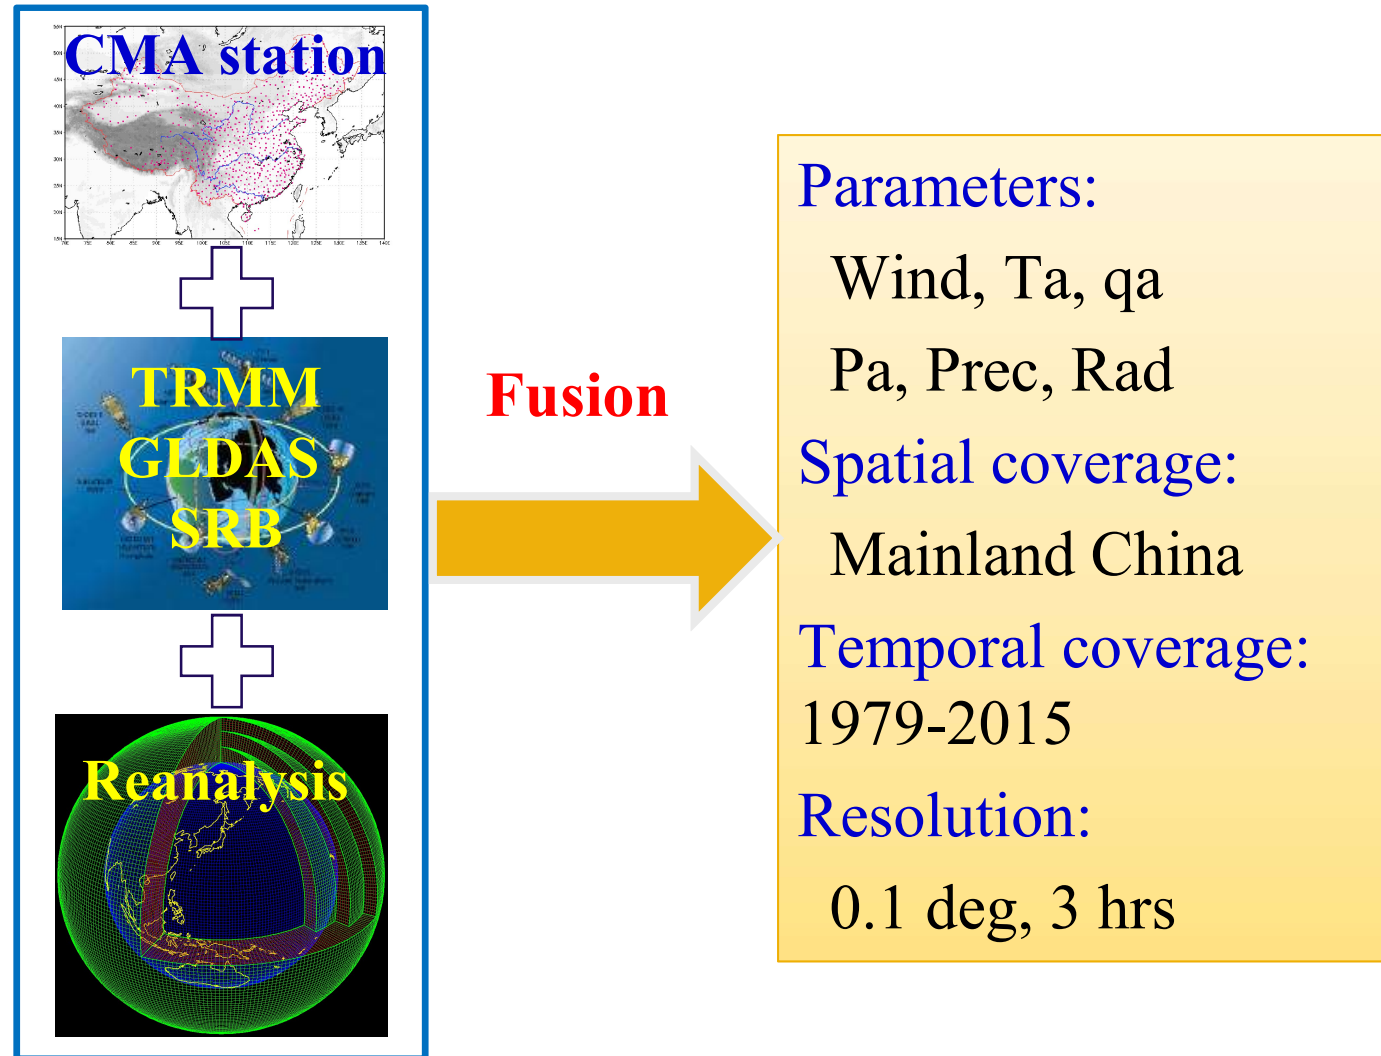 CMA station
TRMM
GLDAS
SRB
Reanalysis
Fusion
Parameters:
Wind, Ta, qa
Pa, Prec, Rad
Spatial coverage:
Mainland China
Temporal coverage:
1979-2015
Resolution:
0.1 deg, 3 hrs